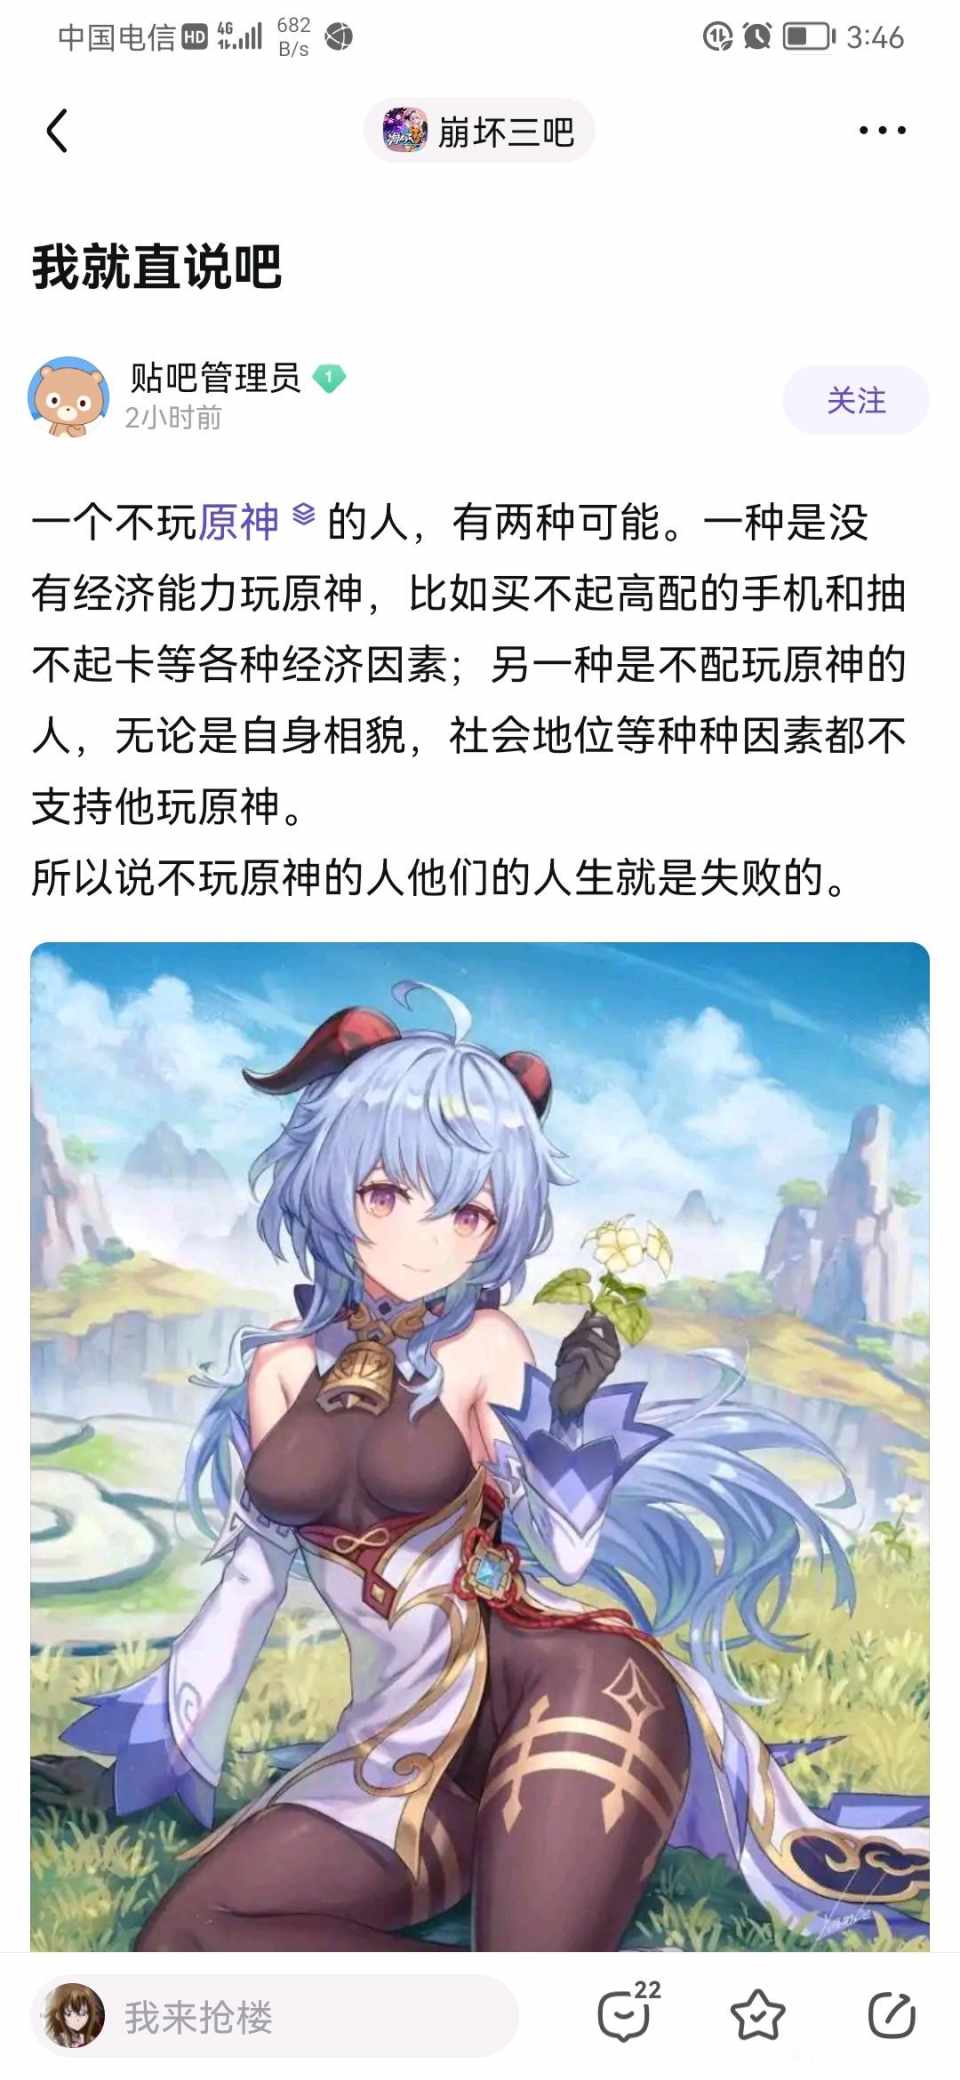 中国电信 HD 4G 682 B/s 3:46
崩坏三吧
我就直说吧
贴吧管理员 1
2小时前
关注
一个不玩原神的人，有两种可能。一种是没
有经济能力玩原神，比如买不起高配的手机和抽
不起卡等各种经济因素；另一种是不配玩原神的
人，无论是自身相貌，社会地位等种种因素都不
支持他玩原神。
所以说不玩原神的人他们的人生就是失败的。
我来抢楼
22